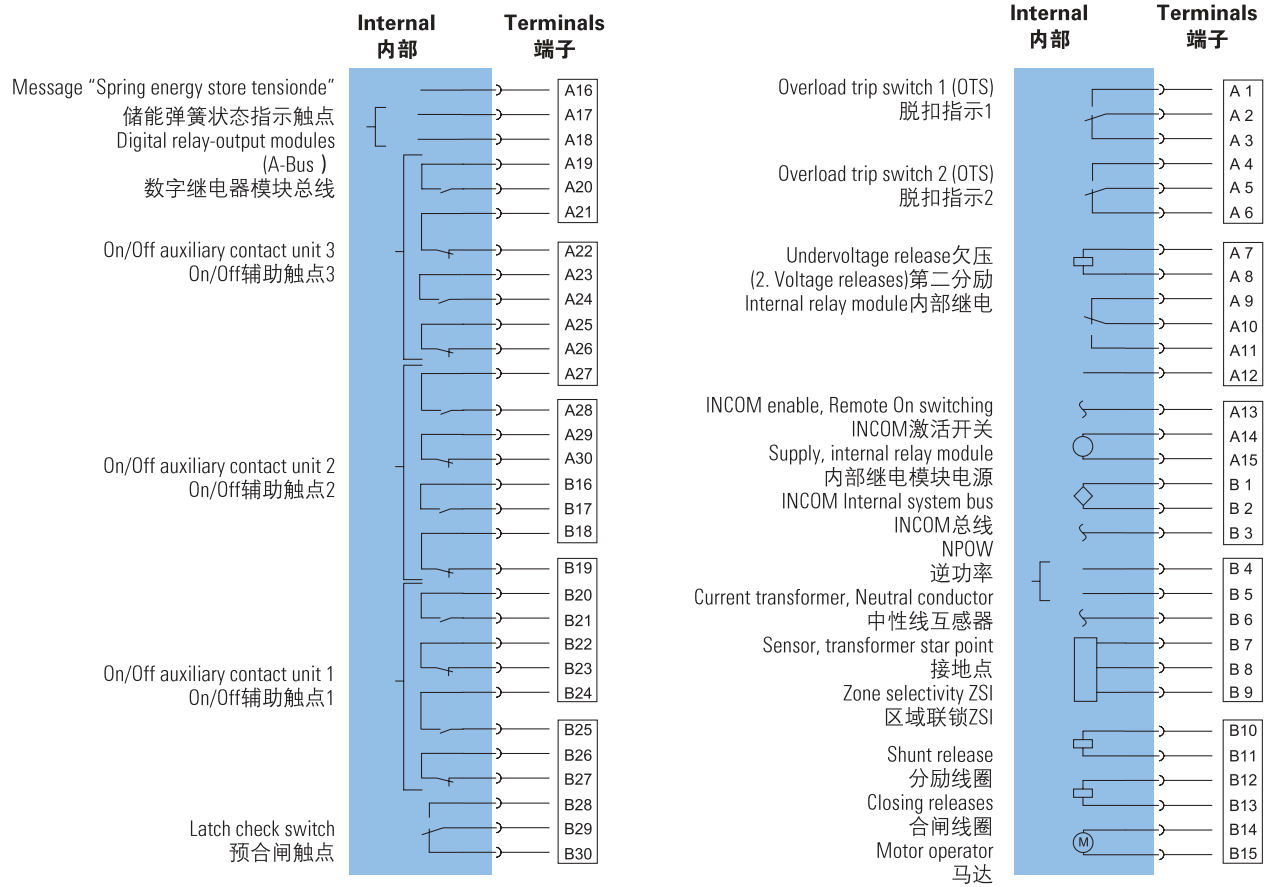 Internal
内部
Terminals
端子
Message “Spring energy store tensionde”
储能弹簧状态指示触点
Digital relay-output modules
(A-Bus )
数字继电器模块总线
On/Off auxiliary contact unit 3
On/Off辅助触点3
On/Off auxiliary contact unit 2
On/Off辅助触点2
On/Off auxiliary contact unit 1
On/Off辅助触点1
Latch check switch
预合闸触点
A16
A17
A18
A19
A20
A21
A22
A23
A24
A25
A26
A27
A28
A29
A30
B16
B17
B18
B19
B20
B21
B22
B23
B24
B25
B26
B27
B28
B29
B30
Internal
内部
Terminals
端子
Overload trip switch 1 (OTS)
脱扣指示1
Overload trip switch 2 (OTS)
脱扣指示2
Undervoltage release欠压
(2. Voltage releases)第二分励
Internal relay module内部继电
INCOM enable, Remote On switching
INCOM激活开关
Supply, internal relay module
内部继电模块电源
INCOM Internal system bus
INCOM总线
NPOW
逆功率
Current transformer, Neutral conductor
中性线互感器
Sensor, transformer star point
接地点
Zone selectivity ZSI
区域联锁ZSI
Shunt release
分励线圈
Closing releases
合闸线圈
Motor operator
马达
M
A 1
A 2
A 3
A 4
A 5
A 6
A 7
A 8
A 9
A10
A11
A12
A13
A14
A15
B 1
B 2
B 3
B 4
B 5
B 6
B 7
B 8
B 9
B10
B11
B12
B13
B14
B15